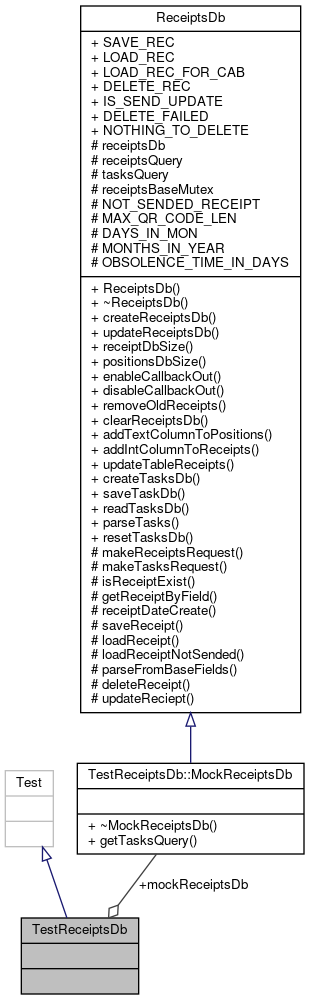 ReceiptsDb
+ SAVE_REC
+ LOAD_REC
+ LOAD_REC_FOR_CAB
+ DELETE_REC
+ IS_SEND_UPDATE
+ DELETE_FAILED
+ NOTHING_TO_DELETE
# receiptsDb
# receiptsQuery
# tasksQuery
# receiptsBaseMutex
# NOT_SENDED_RECEIPT
# MAX_QR_CODE_LEN
# DAYS_IN_MON
# MONTHS_IN_YEAR
# OBSOLENCE_TIME_IN_DAYS
+ ReceiptsDb()
+ ~ReceiptsDb()
+ createReceiptsDb()
+ updateReceiptsDb()
+ receiptDbSize()
+ positionsDbSize()
+ enableCallbackOut()
+ disableCallbackOut()
+ removeOldReceipts()
+ clearReceiptsDb()
+ addTextColumnToPositions()
+ addIntColumnToReceipts()
+ updateTableReceipts()
+ createTasksDb()
+ saveTaskDb()
+ readTasksDb()
+ parseTasks()
+ resetTasksDb()
# makeReceiptsRequest()
# makeTasksRequest()
# isReceiptExist()
# getReceiptByField()
# receiptDateCreate()
# saveReceipt()
# loadReceipt()
# loadReceiptNotSended()
# parseFromBaseFields()
# deleteReceipt()
# updateReciept()
Test
TestReceiptsDb::MockReceiptsDb
+ ~MockReceiptsDb()
+ getTasksQuery()
+mockReceiptsDb
TestReceiptsDb